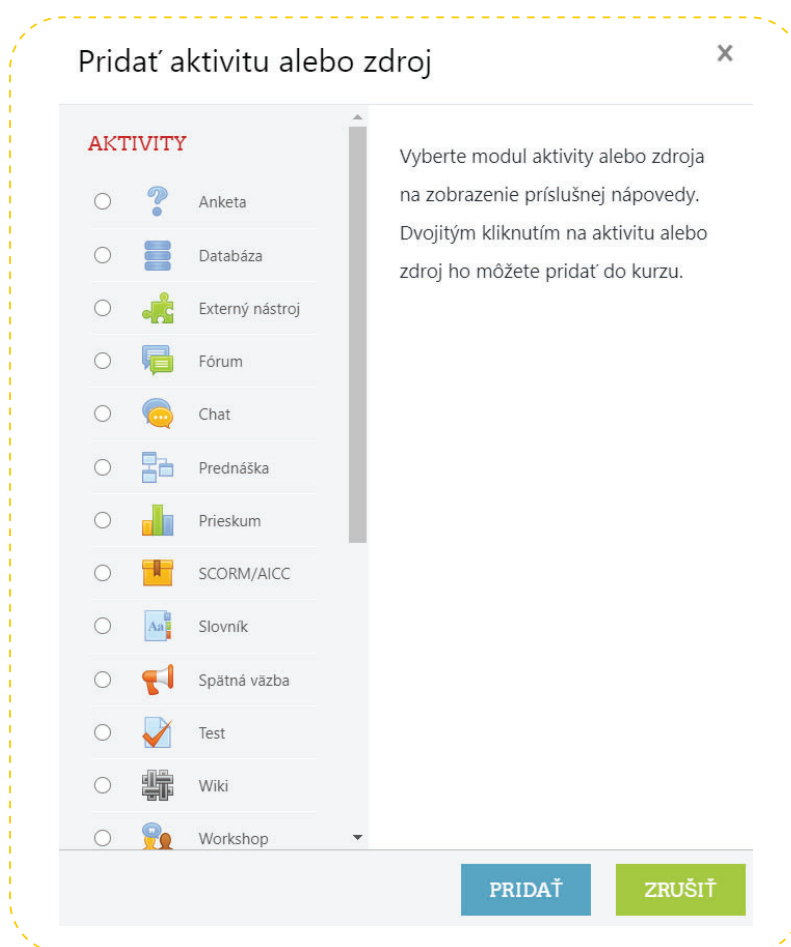 Pridať aktivitu alebo zdroj
×
AKTIVITY
Anketa
Databáza
Externý nástroj
Fórum
Chat
Prednáška
Prieskum
SCORM/AICC
Aa
Slovník
Spätná väzba
Test
Wiki
Workshop
Vyberte modul aktivity alebo zdroja
na zobrazenie príslušnej nápovedy.
Dvojitým kliknutím na aktivitu alebo
zdroj ho môžete pridať do kurzu.
PRIDAŤ
ZRUŠIŤ